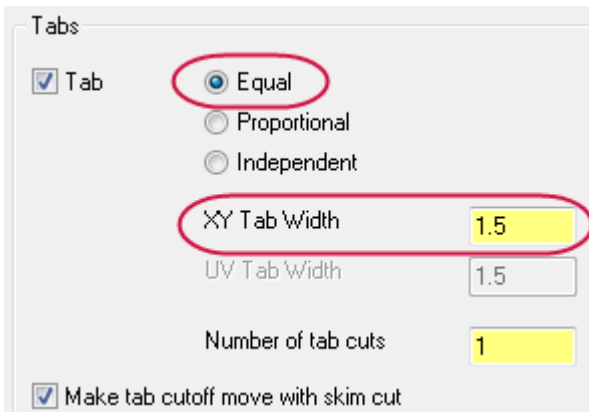 Tabs
Tab
Equal
Proportional
Independent
XY Tab Width 1.5
UV Tab Width 1.5
Number of tab cuts 1
Make tab cutoff move with skim cut